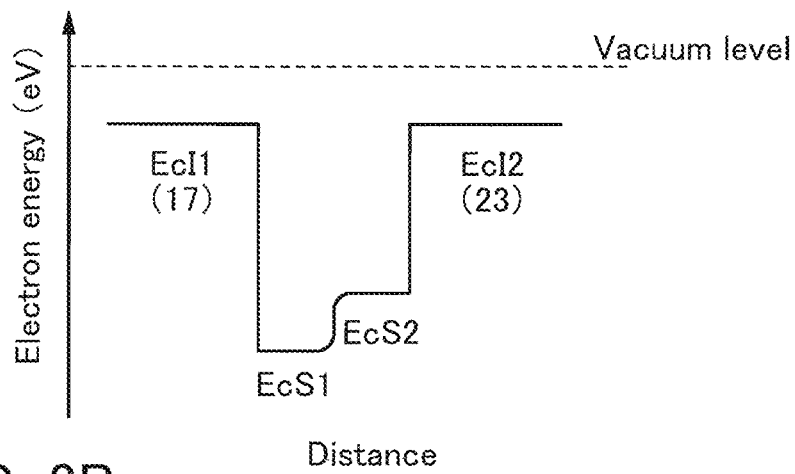 Vacuum level
Electron energy (eV)
EcI1
(17)
EcI2
(23)
EcS2
EcS1
Distance